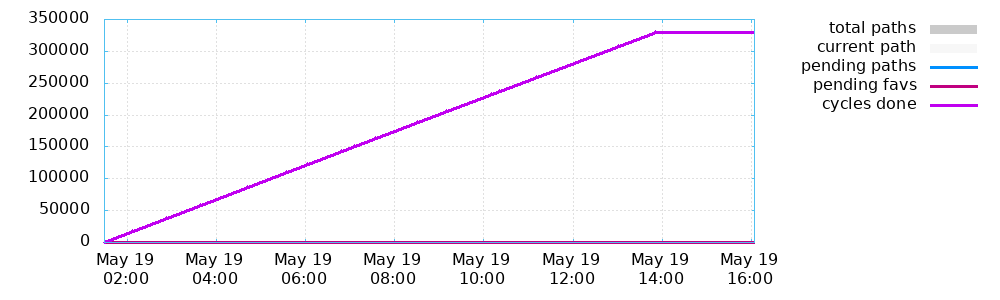 350000
300000
250000
200000
150000
100000
50000
0
May 19 May 19 May 19 May 19 May 19 May 19 May 19 May 19
02:00 04:00 06:00 08:00 10:00 12:00 14:00 16:00
total paths
current path
pending paths
pending favs
cycles done